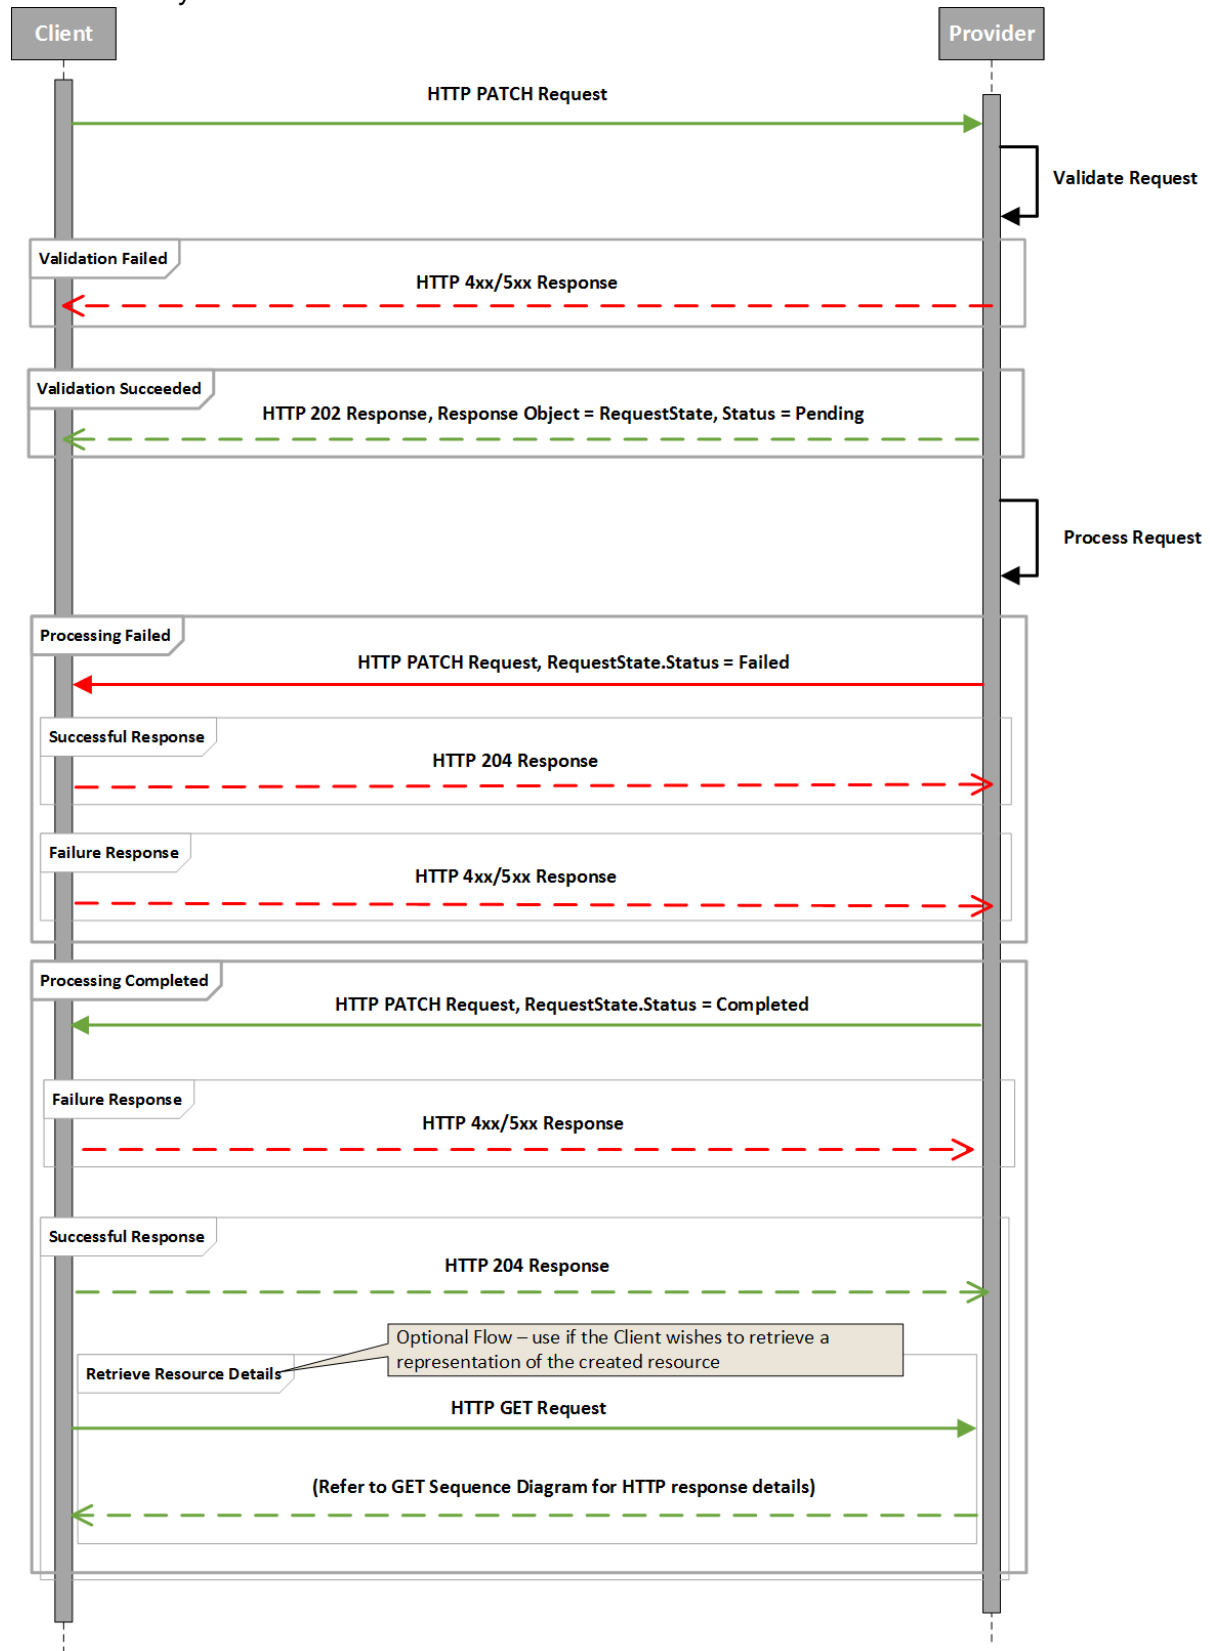 Client
Provider
HTTP PATCH Request
Validate Request
Validation Failed
HTTP 4xx/5xx Response
Validation Succeeded
HTTP 202 Response, Response Object = RequestState, Status = Pending
Process Request
Processing Failed
HTTP PATCH Request, RequestState.Status = Failed
Successful Response
HTTP 204 Response
Failure Response
HTTP 4xx/5xx Response
Processing Completed
HTTP PATCH Request, RequestState.Status = Completed
Failure Response
HTTP 4xx/5xx Response
Successful Response
HTTP 204 Response
Optional Flow – use if the Client wishes to retrieve a
representation of the created resource
Retrieve Resource Details
HTTP GET Request
(Refer to GET Sequence Diagram for HTTP response details)